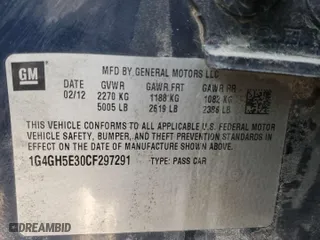 GM
MFD BY GENERAL MOTORS LLC
DATE GVWR GAWR FRT GAWR RR
02/12 2270 KG 1188 KG 1082 KG
5005 LB 2619 LB 2386 LB
THIS VEHICLE CONFORMS TO ALL APPLICABLE U.S. FEDERAL MOTOR
VEHICLE SAFETY, BUMPER, AND THEFT PREVENTION STANDARDS
IN EFFECT ON THE DATE OF MANUFACTURE SHOWN ABOVE.
1G4GH5E30CF297291 TYPE: PASS CAR